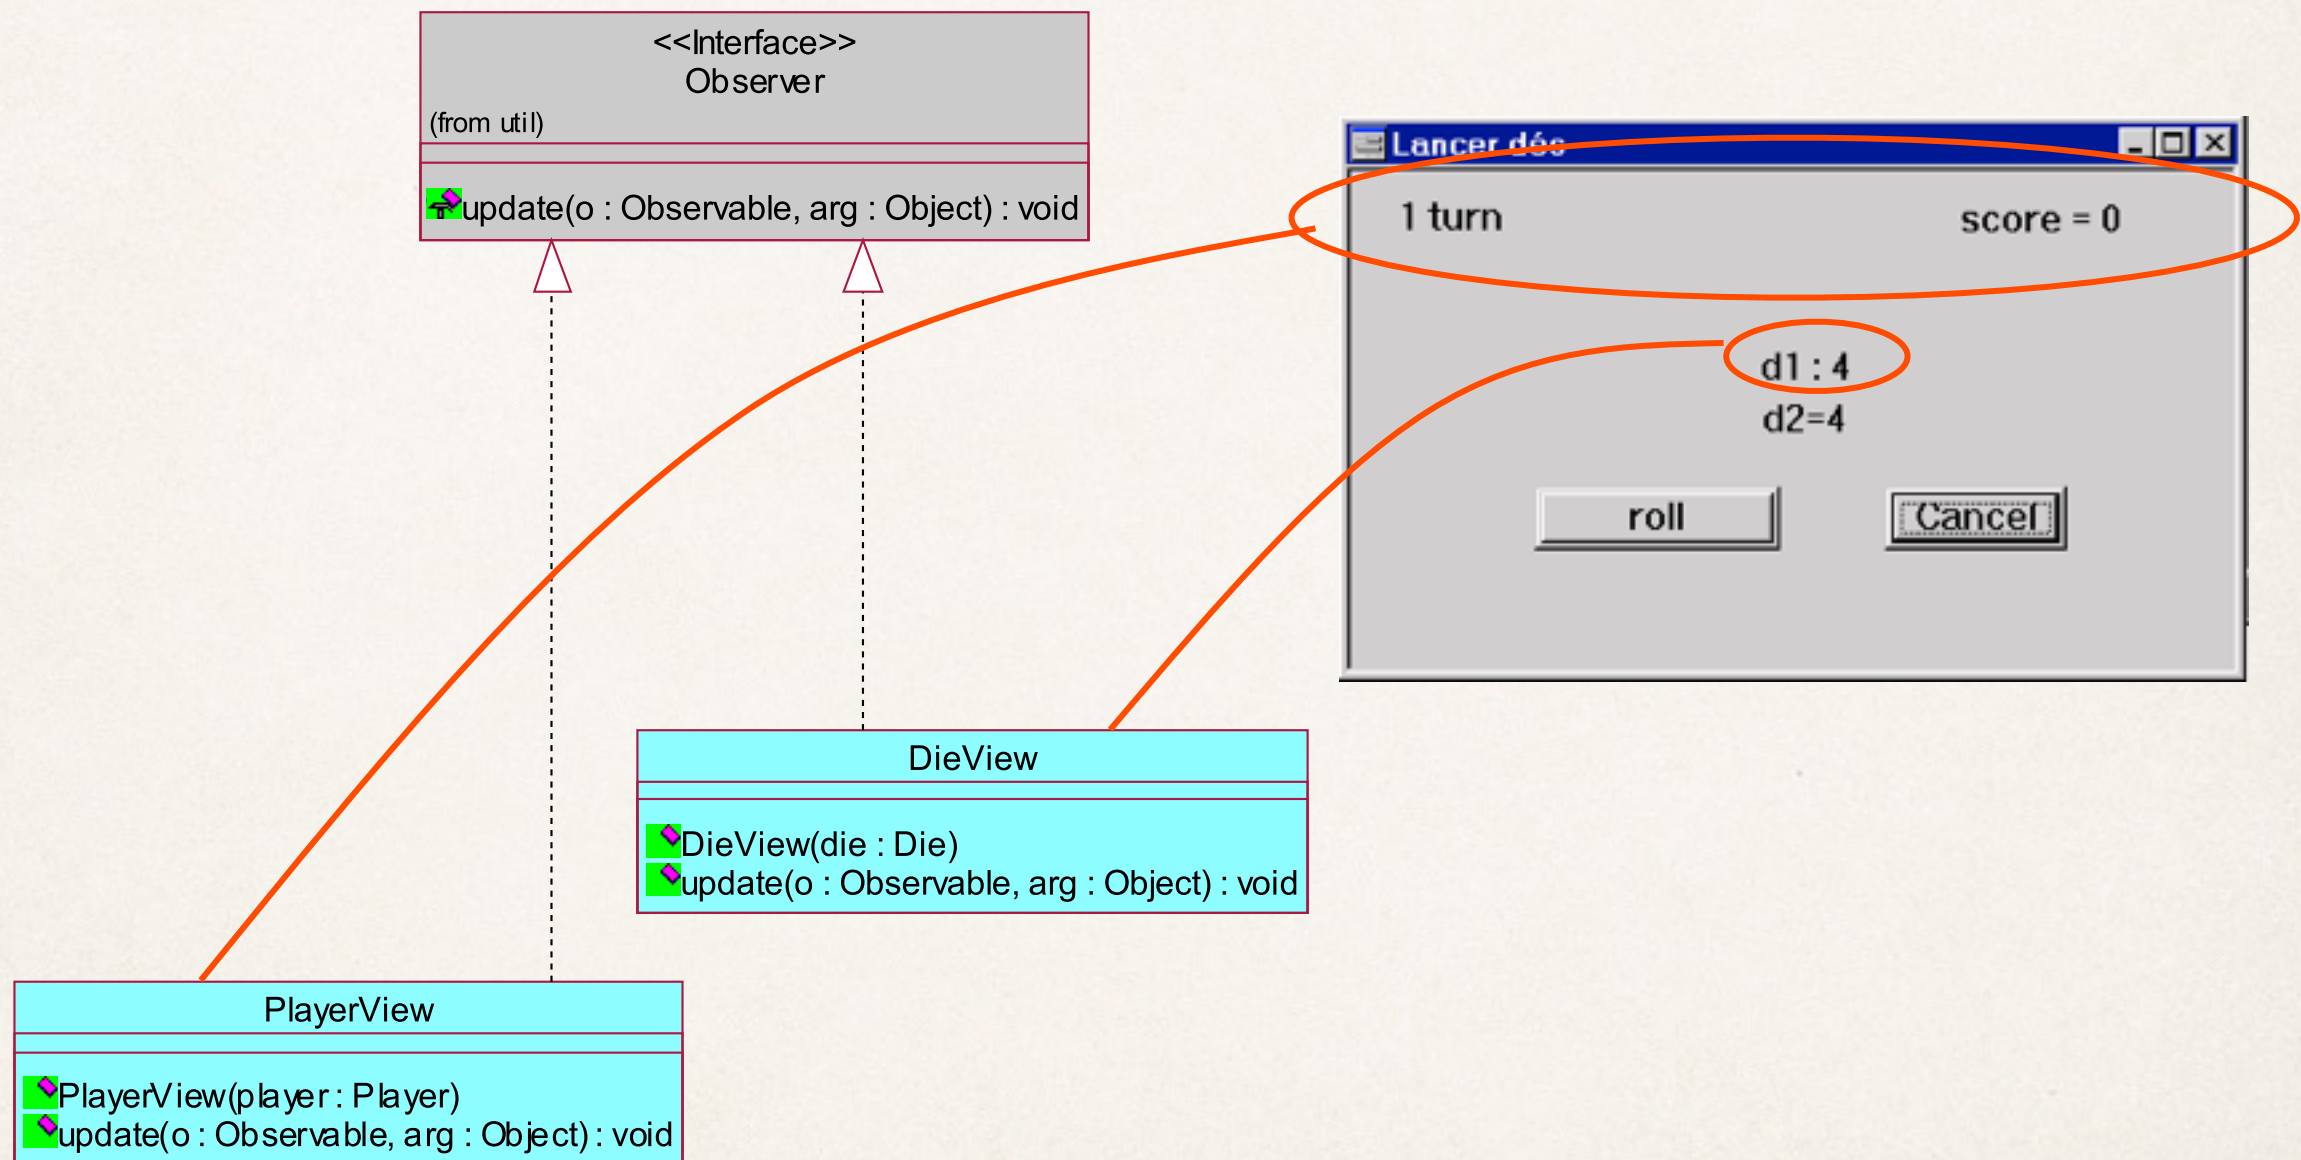 <<Interface>>
Observer
(from util)
update(o : Observable, arg : Object) : void
Lancer dés
1 turn
score = 0
d1 : 4
d2=4
roll
Cancel
DieView
DieView(die : Die)
update(o : Observable, arg : Object) : void
PlayerView
PlayerView(player : Player)
update(o : Observable, arg : Object) : void